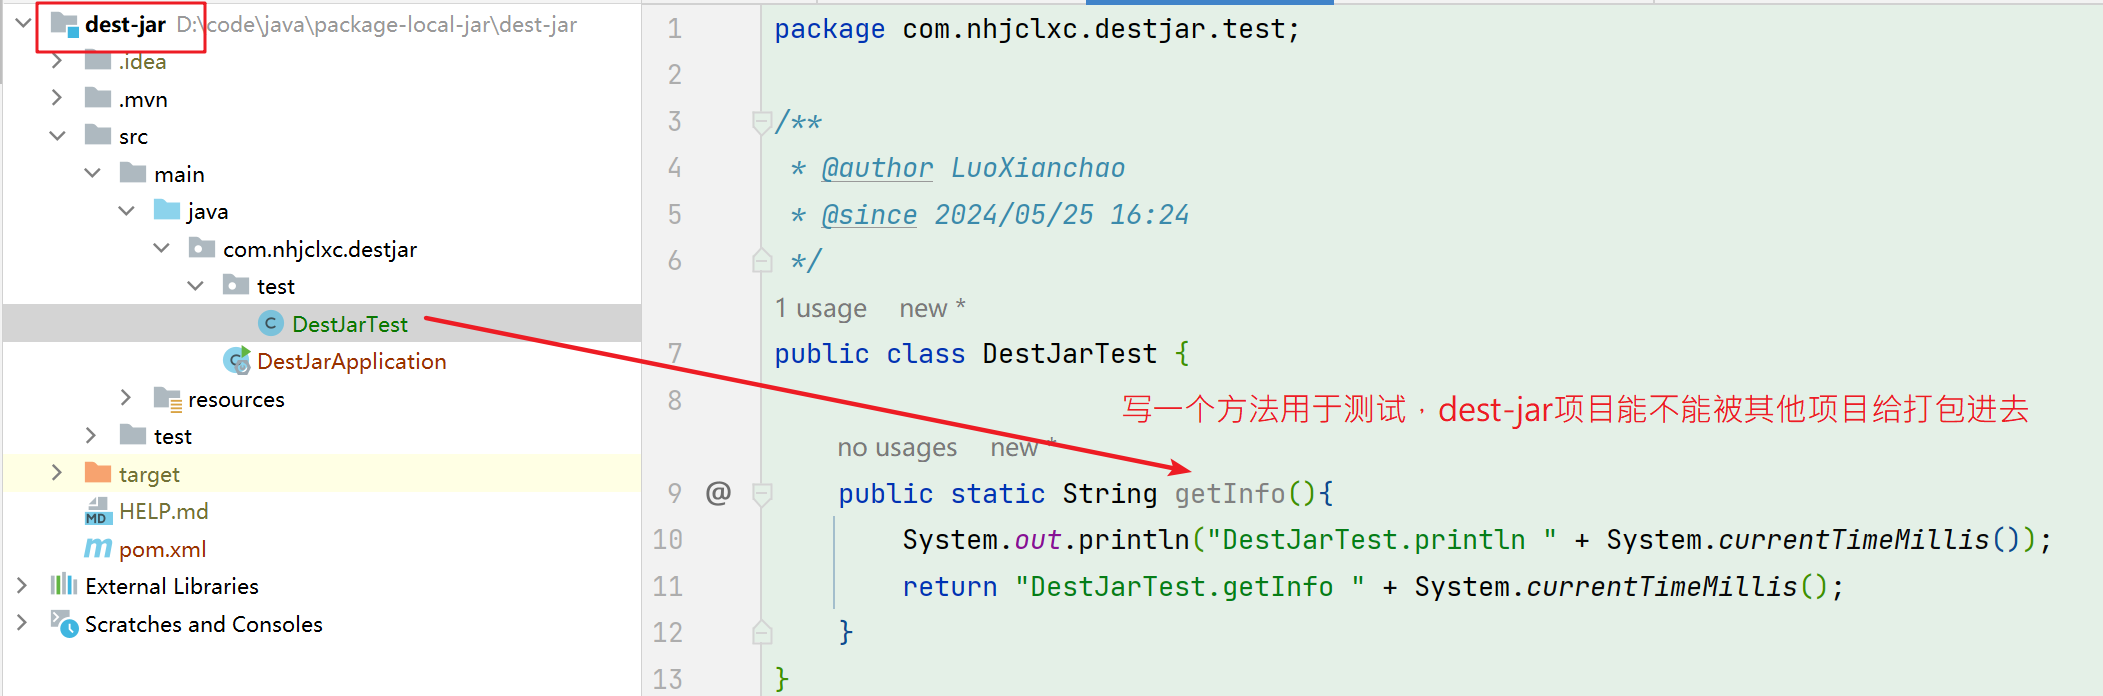 dest-jar D:\code\java\package-local-jar\dest-jar
.idea
.mvn
src
main
java
com.nhjclxc.destjar
test
DestJarTest
DestJarApplication
resources
test
target
HELP.md
pom.xml
External Libraries
Scratches and Consoles
1 package com.nhjclxc.destjar.test;
2
3 /**
4 * @author LuoXianchao
5 * @since 2024/05/25 16:24
6 */
1 usage new *
7 public class DestJarTest {
8
写一个方法用于测试，dest-jar项目能不能被其他项目给打包进去
no usages new *
9 @ public static String getInfo(){
10 System.out.println("DestJarTest.println " + System.currentTimeMillis());
11 return "DestJarTest.getInfo " + System.currentTimeMillis();
12 }
13 }